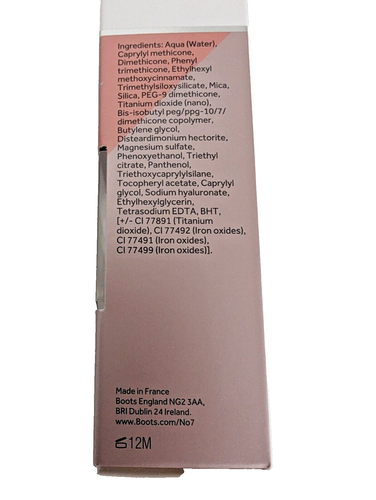 Ingredients: Aqua (Water),
Caprylyl methicone,
Dimethicone, Phenyl
trimethicone, Ethylhexyl
methoxycinnamate,
Trimethylsiloxysilicate, Mica,
Silica, PEG-9 dimethicone,
Titanium dioxide (nano),
Bis-isobutyl peg/ppg-10/7/
dimethicone copolymer,
Butylene glycol,
Disteardimonium hectorite,
Magnesium sulfate,
Phenoxyethanol, Triethyl
citrate, Panthenol,
Triethoxycaprylylsilane,
Tocopheryl acetate, Caprylyl
glycol, Sodium hyaluronate,
Ethylhexylglycerin,
Tetrasodium EDTA, BHT,
[+/- CI 77891 (Titanium
dioxide), CI 77492 (Iron oxides),
CI 77491 (Iron oxides),
CI 77499 (Iron oxides)].
Made in France
Boots England NG2 3AA,
BRI Dublin 24 Ireland.
www.Boots.com/No7
12M